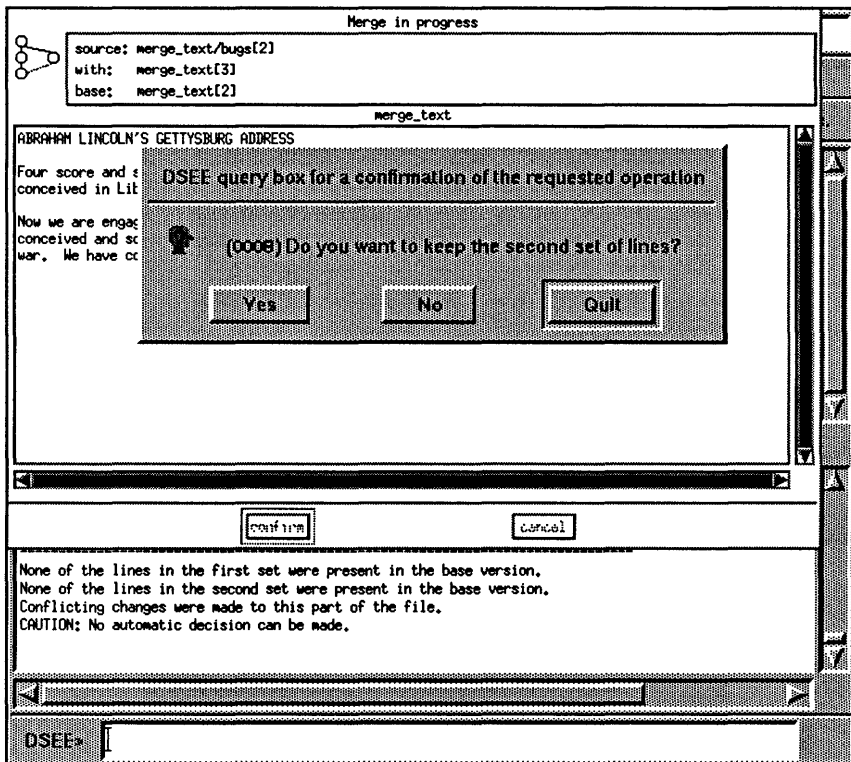 Merge in progress
source: merge_text/bugs[2]
with: merge_text[3]
base: merge_text[2]
merge_text
ABRAHAM LINCOLN'S GETTYSBURG ADDRESS
Four score and s
conceived in Lit
Now we are engag
conceived and so
war. We have co
DSEE query box for a confirmation of the requested operation
(0008) Do you want to keep the second set of lines?
Yes No Quit
confirm cancel
None of the lines in the first set were present in the base version.
None of the lines in the second set were present in the base version.
Conflicting changes were made to this part of the file.
CAUTION: No automatic decision can be made.
DSEE>